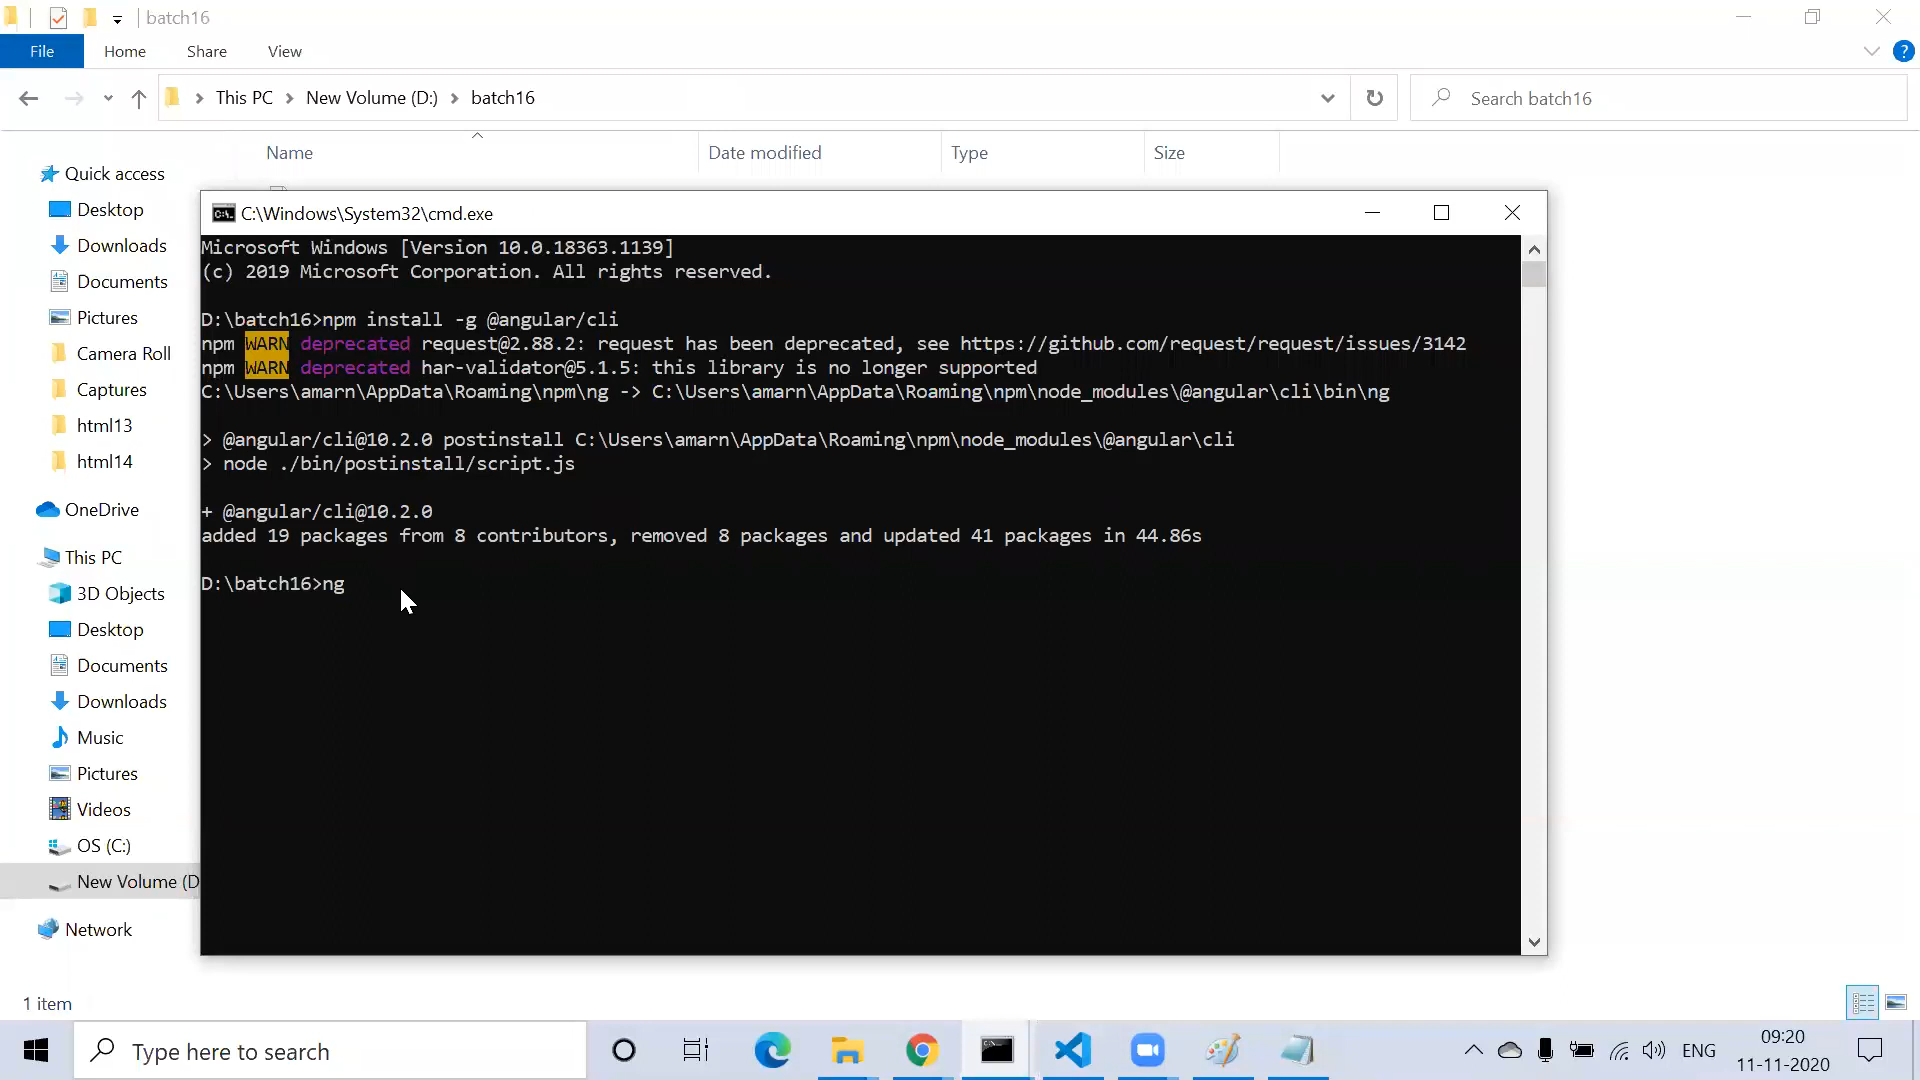 batch16
File Home Share View
?
This PC New Volume (D:) batch16
Search batch16
Name Date modified Type Size
Quick access
Desktop
Downloads
Documents
Pictures
Camera Roll
Captures
html13
html14
OneDrive
This PC
3D Objects
Desktop
Documents
Downloads
Music
Pictures
Videos
OS (C:)
New Volume (D
Network
1 item
C:\Windows\System32\cmd.exe
Microsoft Windows [Version 10.0.18363.1139]
(c) 2019 Microsoft Corporation. All rights reserved.
D:\batch16>npm install -g @angular/cli
npm WARN deprecated request@2.88.2: request has been deprecated, see https://github.com/request/request/issues/3142
npm WARN deprecated har-validator@5.1.5: this library is no longer supported
C:\Users\amarn\AppData\Roaming\npm\ng -> C:\Users\amarn\AppData\Roaming\npm\node_modules\@angular\cli\bin\ng
> @angular/cli@10.2.0 postinstall C:\Users\amarn\AppData\Roaming\npm\node_modules\@angular\cli
> node ./bin/postinstall/script.js
+ @angular/cli@10.2.0
added 19 packages from 8 contributors, removed 8 packages and updated 41 packages in 44.86s
D:\batch16>ng
Type here to search
ENG
09:20
11-11-2020